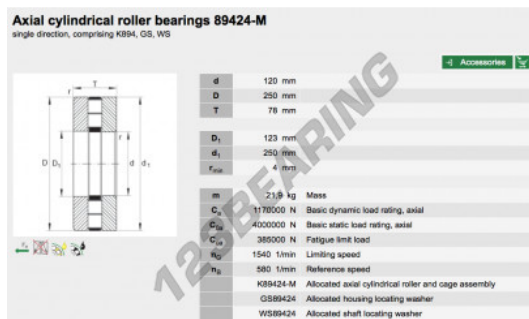 Axial cylindrical roller bearings 89424-M
single direction, comprising K894, GS, WS
Accessories
T
r
r
D D₁ d d₁
d 120 mm
D 250 mm
T 78 mm
D₁ 123 mm
d₁ 250 mm
rmin 4 mm
m 21,9 kg Mass
Ca 1170000 N Basic dynamic load rating, axial
C0a 4000000 N Basic static load rating, axial
Cua 385000 N Fatigue limit load
nG 1540 1/min Limiting speed
nB 580 1/min Reference speed
K89424-M Allocated axial cylindrical roller and cage assembly
GS89424 Allocated housing locating washer
WS89424 Allocated shaft locating washer
123BEARING